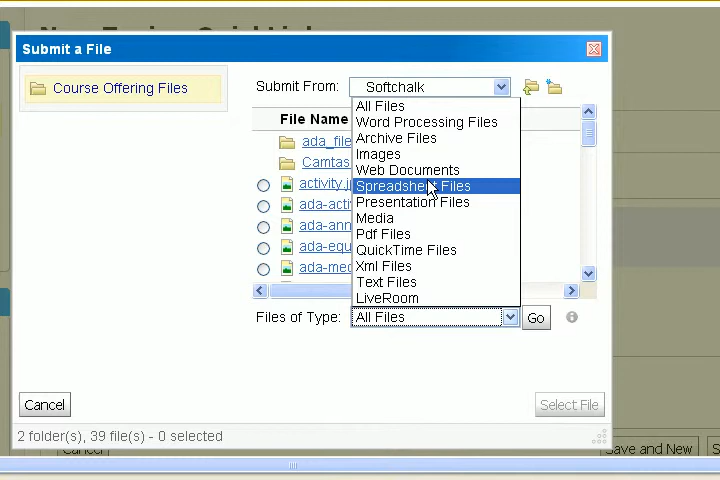 Submit a File
Course Offering Files
Submit From: Softchalk
File Name
All Files
Word Processing Files
Archive Files
Images
Web Documents
Spreadsheet Files
Presentation Files
Media
Pdf Files
QuickTime Files
Xml Files
Text Files
LiveRoom
ada_file
Camtas
activity.j
ada-acti
ada-ann
ada-equ
ada-med
Files of Type: All Files Go
Cancel Select File
2 folder(s), 39 file(s) - 0 selected
Cancel Save and New S